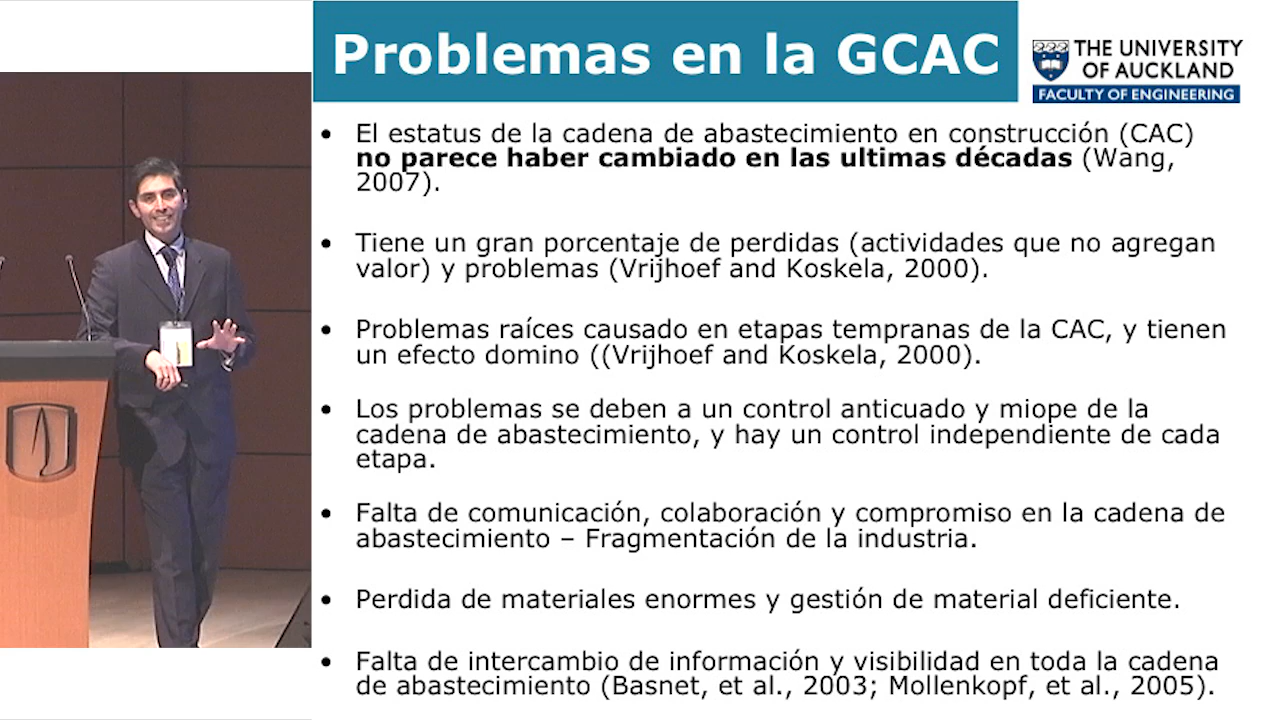 Problemas en la GCAC
THE UNIVERSITY
OF AUCKLAND
FACULTY OF ENGINEERING
• El estatus de la cadena de abastecimiento en construcción (CAC)
no parece haber cambiado en las ultimas décadas (Wang,
2007).
• Tiene un gran porcentaje de perdidas (actividades que no agregan
valor) y problemas (Vrijhoef and Koskela, 2000).
• Problemas raíces causado en etapas tempranas de la CAC, y tienen
un efecto domino ((Vrijhoef and Koskela, 2000).
• Los problemas se deben a un control anticuado y miope de la
cadena de abastecimiento, y hay un control independiente de cada
etapa.
• Falta de comunicación, colaboración y compromiso en la cadena de
abastecimiento – Fragmentación de la industria.
• Perdida de materiales enormes y gestión de material deficiente.
• Falta de intercambio de información y visibilidad en toda la cadena
de abastecimiento (Basnet, et al., 2003; Mollenkopf, et al., 2005).